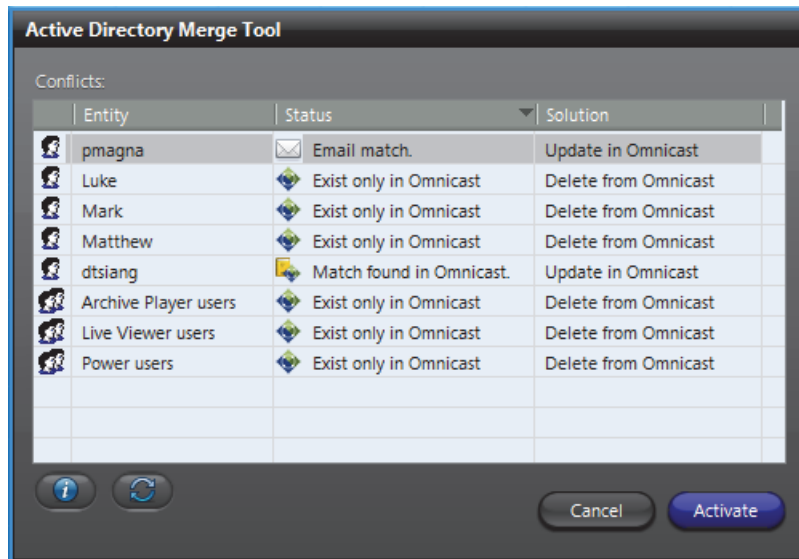 Active Directory Merge Tool
Conflicts:
Entity Status Solution
pmagna Email match. Update in Omnicast
Luke Exist only in Omnicast Delete from Omnicast
Mark Exist only in Omnicast Delete from Omnicast
Matthew Exist only in Omnicast Delete from Omnicast
dtsiang Match found in Omnicast. Update in Omnicast
Archive Player users Exist only in Omnicast Delete from Omnicast
Live Viewer users Exist only in Omnicast Delete from Omnicast
Power users Exist only in Omnicast Delete from Omnicast
Cancel Activate